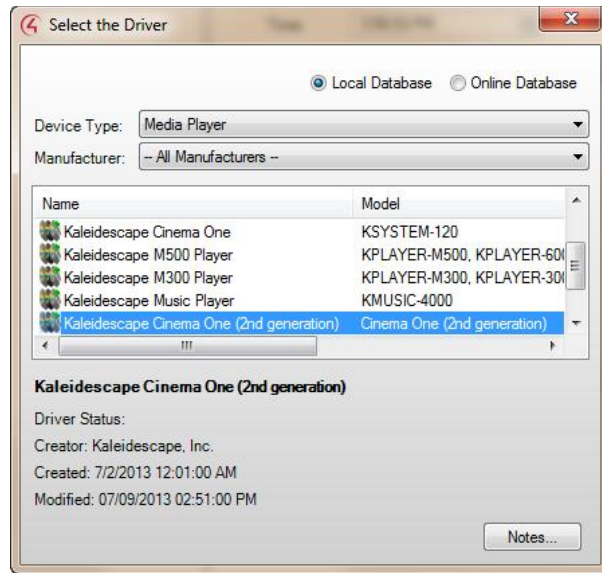 Select the Driver
Local Database Online Database
Device Type: Media Player
Manufacturer: -- All Manufacturers --
Name Model
Kaleidescape Cinema One KSYSTEM-120
Kaleidescape M500 Player KPLAYER-M500, KPLAYER-600
Kaleidescape M300 Player KPLAYER-M300, KPLAYER-300
Kaleidescape Music Player KMUSIC-4000
Kaleidescape Cinema One (2nd generation) Cinema One (2nd generation)
Kaleidescape Cinema One (2nd generation)
Driver Status:
Creator: Kaleidescape, Inc.
Created: 7/2/2013 12:01:00 AM
Modified: 07/09/2013 02:51:00 PM
Notes...